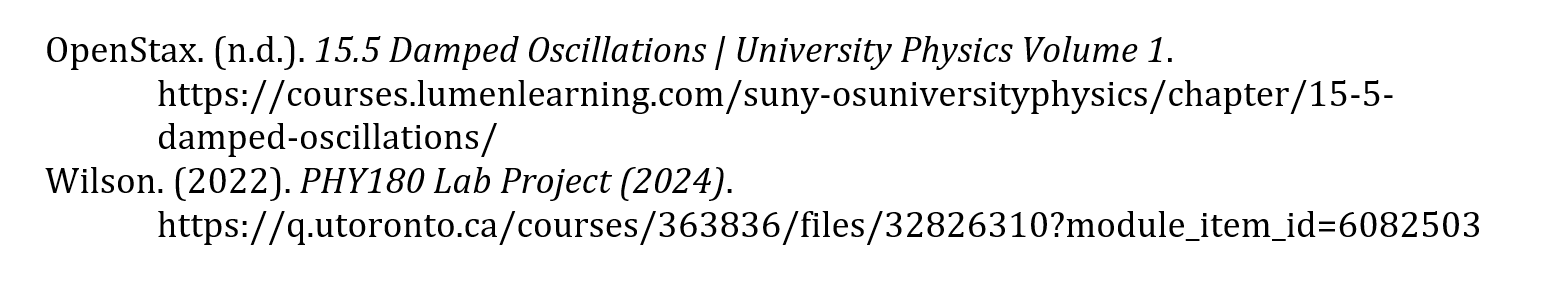 OpenStax. (n.d.). 15.5 Damped Oscillations | University Physics Volume 1.
https://courses.lumenlearning.com/suny-osuniversityphysics/chapter/15-5-
damped-oscillations/
Wilson. (2022). PHY180 Lab Project (2024).
https://q.utoronto.ca/courses/363836/files/32826310?module_item_id=6082503